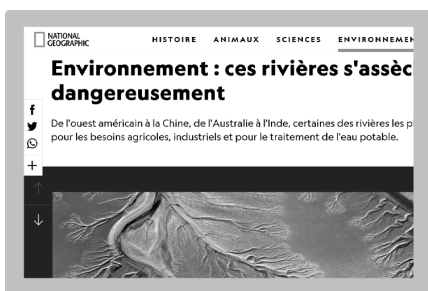 NATIONAL
GEOGRAPHIC
HISTOIRE ANIMAUX SCIENCES ENVIRONNEMEN
Environnement : ces rivières s'assèc
dangereusement
De l'ouest américain à la Chine, de l'Australie à l'Inde, certaines des rivières les p
pour les besoins agricoles, industriels et pour le traitement de l'eau potable.